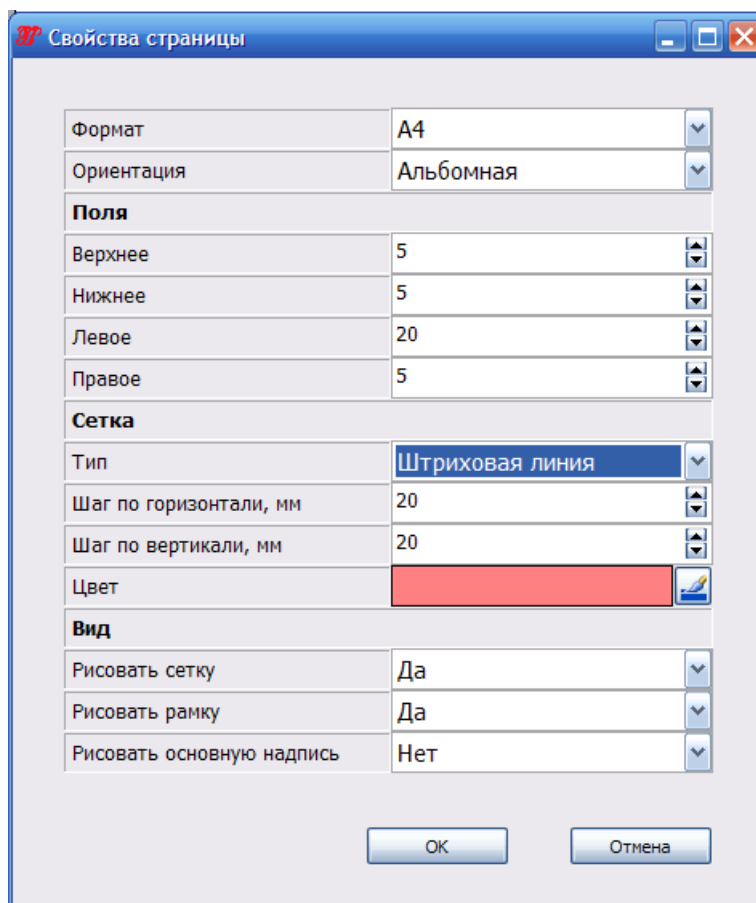 Свойства страницы
Формат А4
Ориентация Альбомная
Поля
Верхнее 5
Нижнее 5
Левое 20
Правое 5
Сетка
Тип Штриховая линия
Шаг по горизонтали, мм 20
Шаг по вертикали, мм 20
Цвет
Вид
Рисовать сетку Да
Рисовать рамку Да
Рисовать основную надпись Нет
ОК Отмена